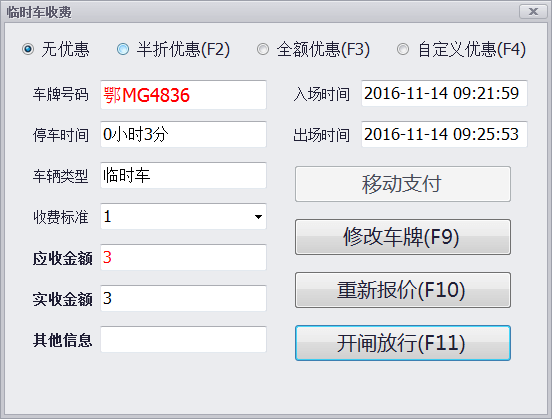 临时车收费
无优惠 半折优惠(F2) 全额优惠(F3) 自定义优惠(F4)
车牌号码 鄂MG4836 入场时间 2016-11-14 09:21:59
停车时间 0小时3分 出场时间 2016-11-14 09:25:53
车辆类型 临时车 移动支付
收费标准 1 修改车牌(F9)
应收金额 3
重新报价(F10)
实收金额 3
其他信息 开闸放行(F11)